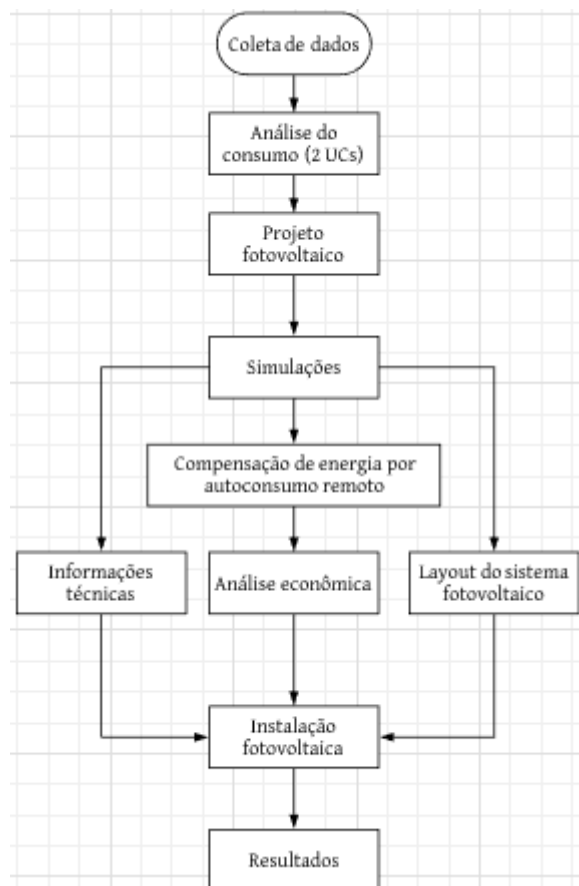 Coleta de dados
Análise do
consumo (2 UCs)
Projeto
fotovoltaico
Simulações
Compensação de energia por
autoconsumo remoto
Informações
técnicas
Análise econômica
Layout do sistema
fotovoltaico
Instalação
fotovoltaica
Resultados